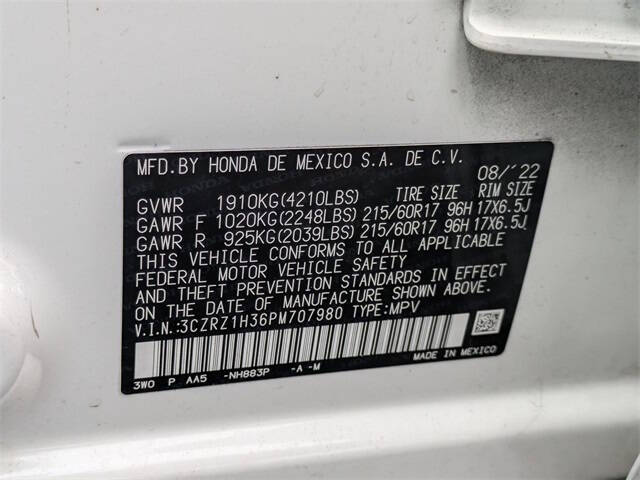 MFD.BY HONDA DE MEXICO S.A. DE C.V. 08/´22
GVWR 1910KG(4210LBS) TIRE SIZE RIM SIZE
GAWR F 1020KG(2248LBS) 215/60R17 96H 17X6.5J
GAWR R 925KG(2039LBS) 215/60R17 96H 17X6.5J
THIS VEHICLE CONFORMS TO ALL APPLICABLE
FEDERAL MOTOR VEHICLE SAFETY
AND THEFT PREVENTION STANDARDS IN EFFECT
ON THE DATE OF MANUFACTURE SHOWN ABOVE.
V.I.N.:3CZRZ1H36PM707980 TYPE:MPV
MADE IN MEXICO
3W0 P AA5 -NH883P -A -M